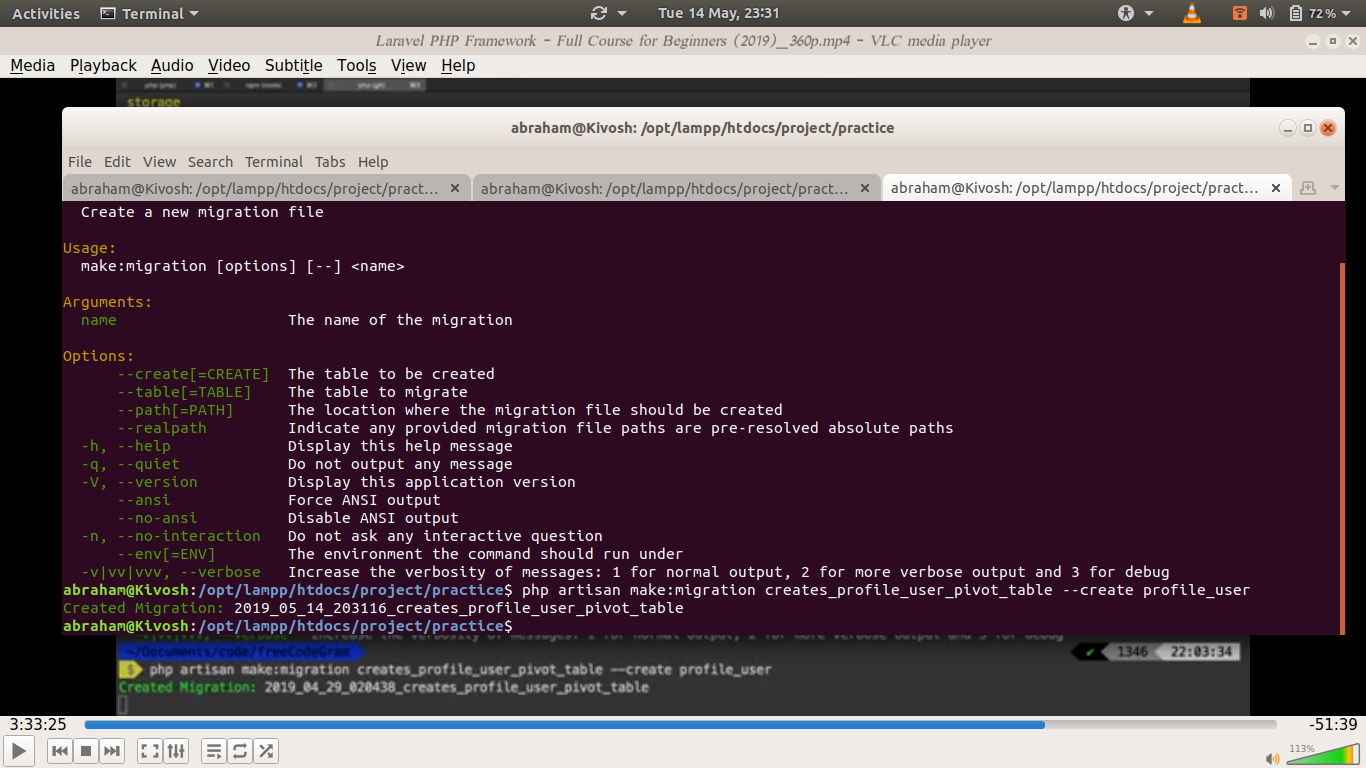 Activities Terminal Tue 14 May, 23:31 72%
Laravel PHP Framework - Full Course for Beginners (2019)_360p.mp4 - VLC media player
Media Playback Audio Video Subtitle Tools View Help
storage
abraham@Kivosh: /opt/lampp/htdocs/project/practice
File Edit View Search Terminal Tabs Help
abraham@Kivosh: /opt/lampp/htdocs/project/pract... abraham@Kivosh: /opt/lampp/htdocs/project/pract... abraham@Kivosh: /opt/lampp/htdocs/project/pract...
Create a new migration file
Usage:
make:migration [options] [--] <name>
Arguments:
name The name of the migration
Options:
--create[=CREATE] The table to be created
--table[=TABLE] The table to migrate
--path[=PATH] The location where the migration file should be created
--realpath Indicate any provided migration file paths are pre-resolved absolute paths
-h, --help Display this help message
-q, --quiet Do not output any message
-V, --version Display this application version
--ansi Force ANSI output
--no-ansi Disable ANSI output
-n, --no-interaction Do not ask any interactive question
--env[=ENV] The environment the command should run under
-v|vv|vvv, --verbose Increase the verbosity of messages: 1 for normal output, 2 for more verbose output and 3 for debug
abraham@Kivosh:/opt/lampp/htdocs/project/practice$ php artisan make:migration creates_profile_user_pivot_table --create profile_user
Created Migration: 2019_05_14_203116_creates_profile_user_pivot_table
abraham@Kivosh:/opt/lampp/htdocs/project/practice$
~/Documents/code/freeCodeGram 1346 22:03:34
$ php artisan make:migration creates_profile_user_pivot_table --create profile_user
Created Migration: 2019_04_29_020438_creates_profile_user_pivot_table
3:33:25 -51:39
113%